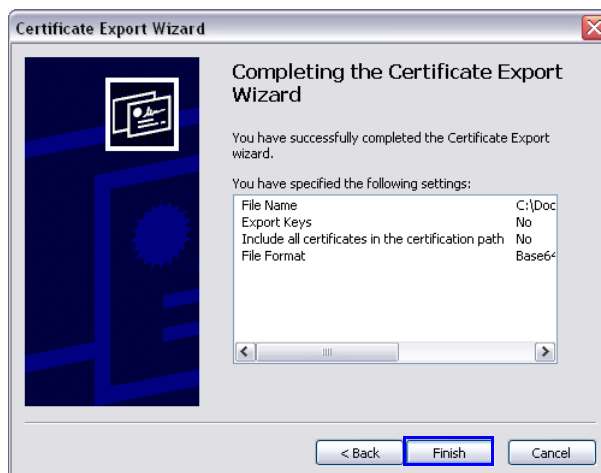 Certificate Export Wizard
Completing the Certificate Export
Wizard
You have successfully completed the Certificate Export
wizard.
You have specified the following settings:
File Name C:\Doc
Export Keys No
Include all certificates in the certification path No
File Format Base64
< Back Finish Cancel